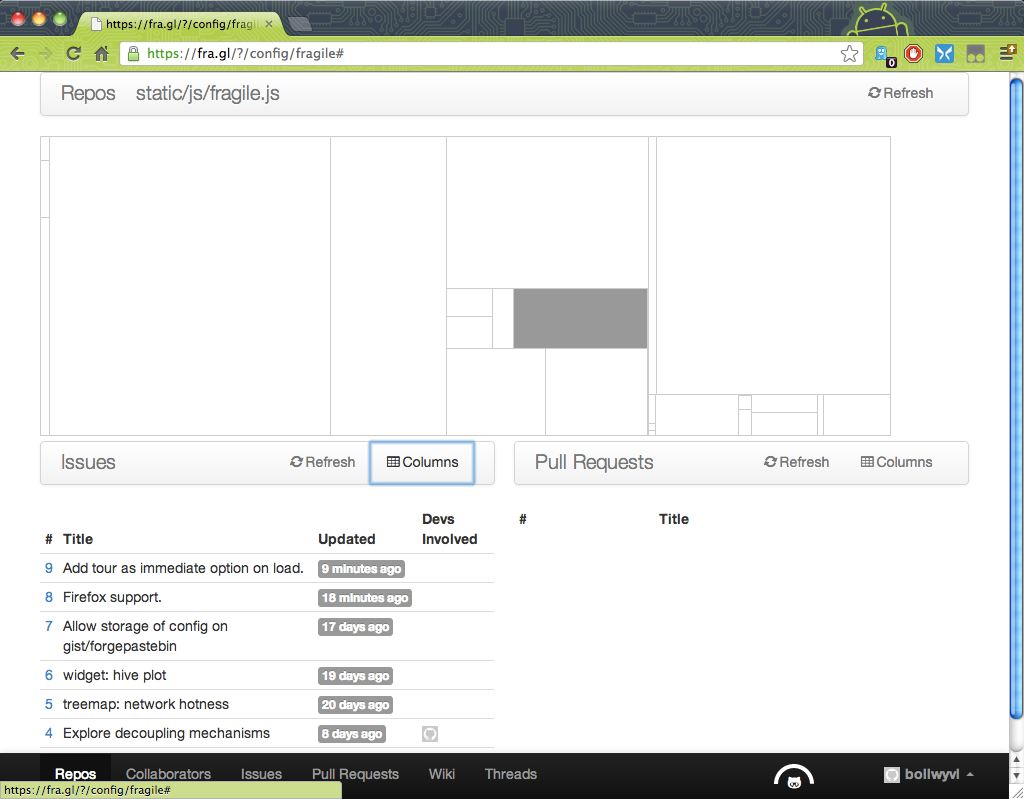 https://fra.gl/?/config/fragil
https://fra.gl/?/config/fragile#
0
Repos static/js/fragile.js Refresh
Issues Refresh Columns
Pull Requests Refresh Columns
# Title Updated Devs Involved
9 Add tour as immediate option on load. 9 minutes ago
8 Firefox support. 18 minutes ago
7 Allow storage of config on
gist/forgepastebin 17 days ago
6 widget: hive plot 19 days ago
5 treemap: network hotness 20 days ago
4 Explore decoupling mechanisms 8 days ago
# Title
Repos Collaborators Issues Pull Requests Wiki Threads bollwyvl
https://fra.gl/?/config/fragile#